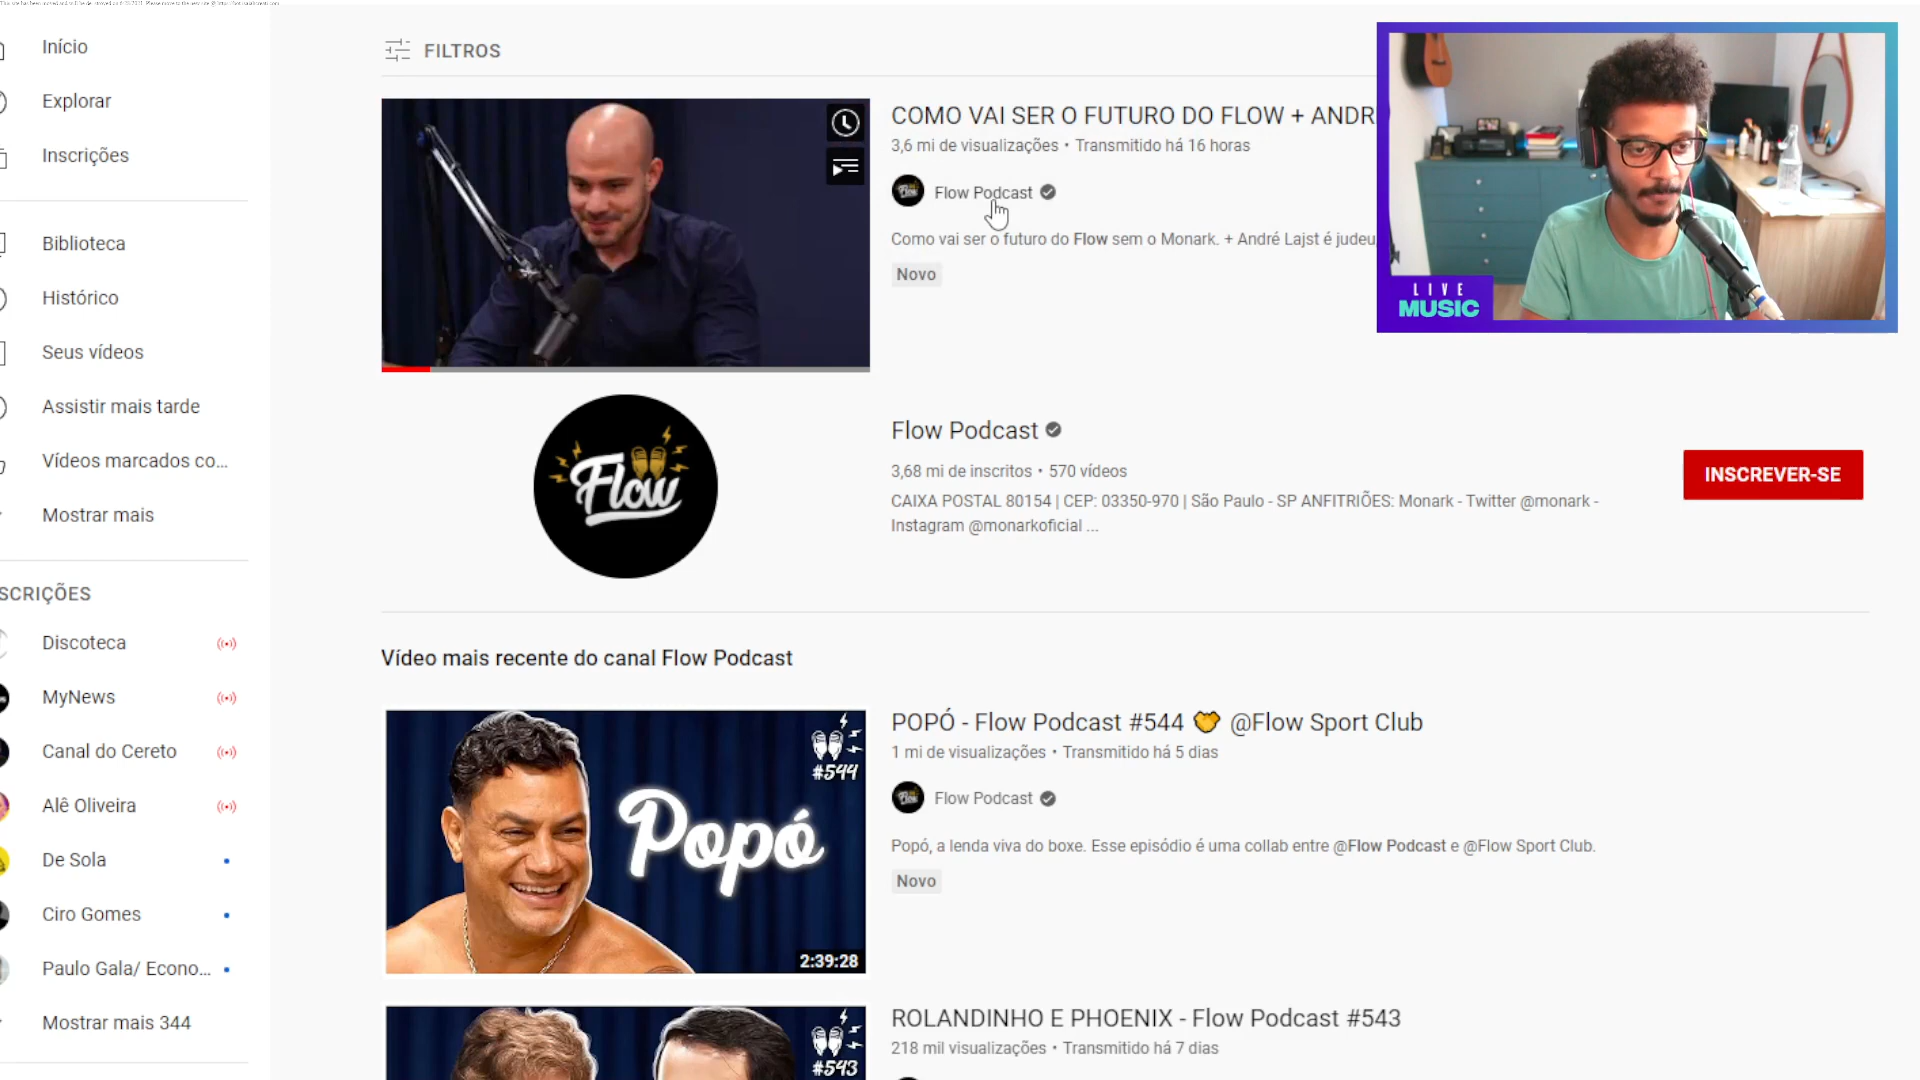 Início
Explorar
Inscrições
Biblioteca
Histórico
Seus vídeos
Assistir mais tarde
Vídeos marcados co...
Mostrar mais
SCRIÇÕES
Discoteca
MyNews
Canal do Cereto
Alê Oliveira
De Sola
Ciro Gomes
Paulo Gala/ Econo...
Mostrar mais 344
FILTROS
COMO VAI SER O FUTURO DO FLOW + ANDR
3,6 mi de visualizações • Transmitido há 16 horas
Flow Podcast
Como vai ser o futuro do Flow sem o Monark. + André Lajst é judeu
Novo
LIVE
MUSIC
Flow
Flow Podcast
3,68 mi de inscritos • 570 vídeos
CAIXA POSTAL 80154 | CEP: 03350-970 | São Paulo - SP ANFITRIÕES: Monark - Twitter @monark -
Instagram @monarkoficial ...
INSCREVER-SE
Vídeo mais recente do canal Flow Podcast
#544
Popó
2:39:28
POPÓ - Flow Podcast #544 @Flow Sport Club
1 mi de visualizações • Transmitido há 5 dias
Flow Podcast
Popó, a lenda viva do boxe. Esse episódio é uma collab entre @Flow Podcast e @Flow Sport Club.
Novo
#543
ROLANDINHO E PHOENIX - Flow Podcast #543
218 mil visualizações • Transmitido há 7 dias